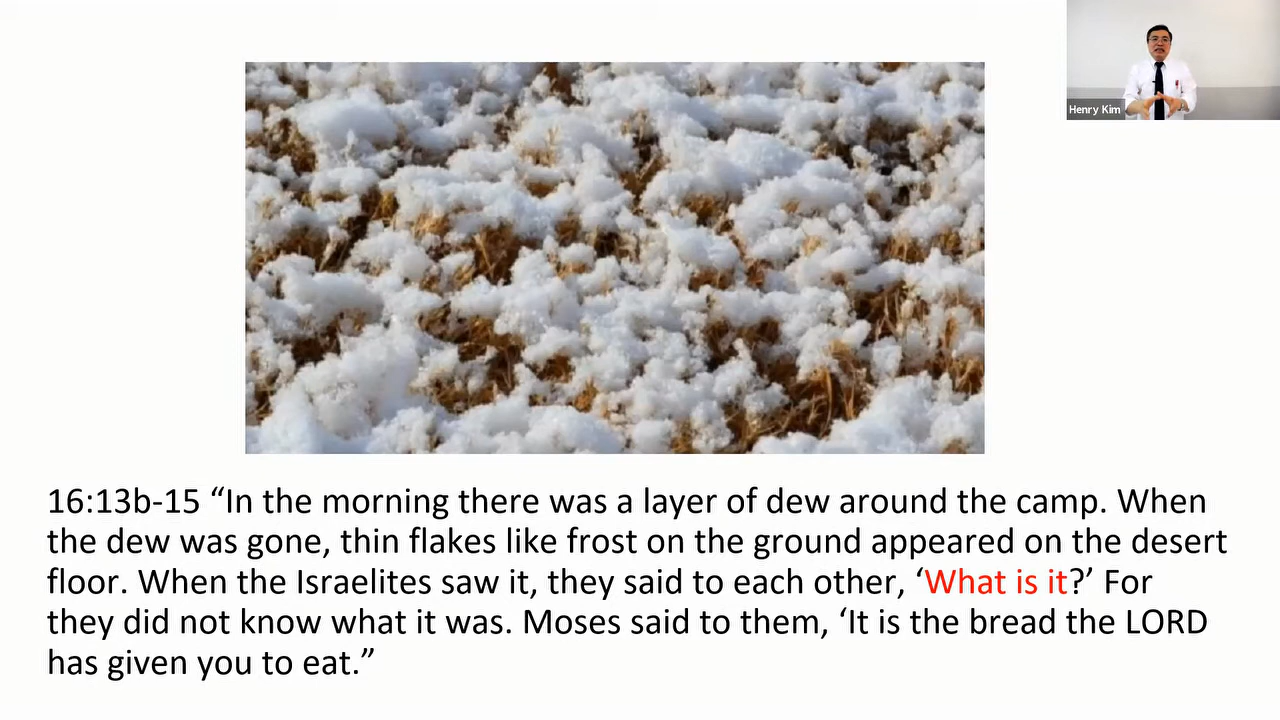 Henry Kim
16:13b-15 “In the morning there was a layer of dew around the camp. When
the dew was gone, thin flakes like frost on the ground appeared on the desert
floor. When the Israelites saw it, they said to each other, ‘What is it?’ For
they did not know what it was. Moses said to them, ‘It is the bread the LORD
has given you to eat.”